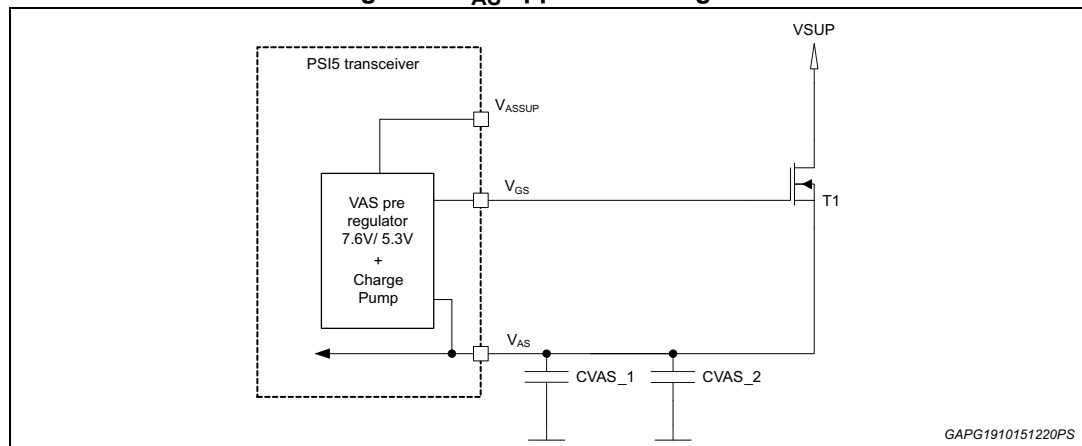 VSUP
PSI5 transceiver
VASSUP
VGS
VAS pre
regulator
7.6V/ 5.3V
+
Charge
Pump
T1
VAS
CVAS_1
CVAS_2
GAPG1910151220PS